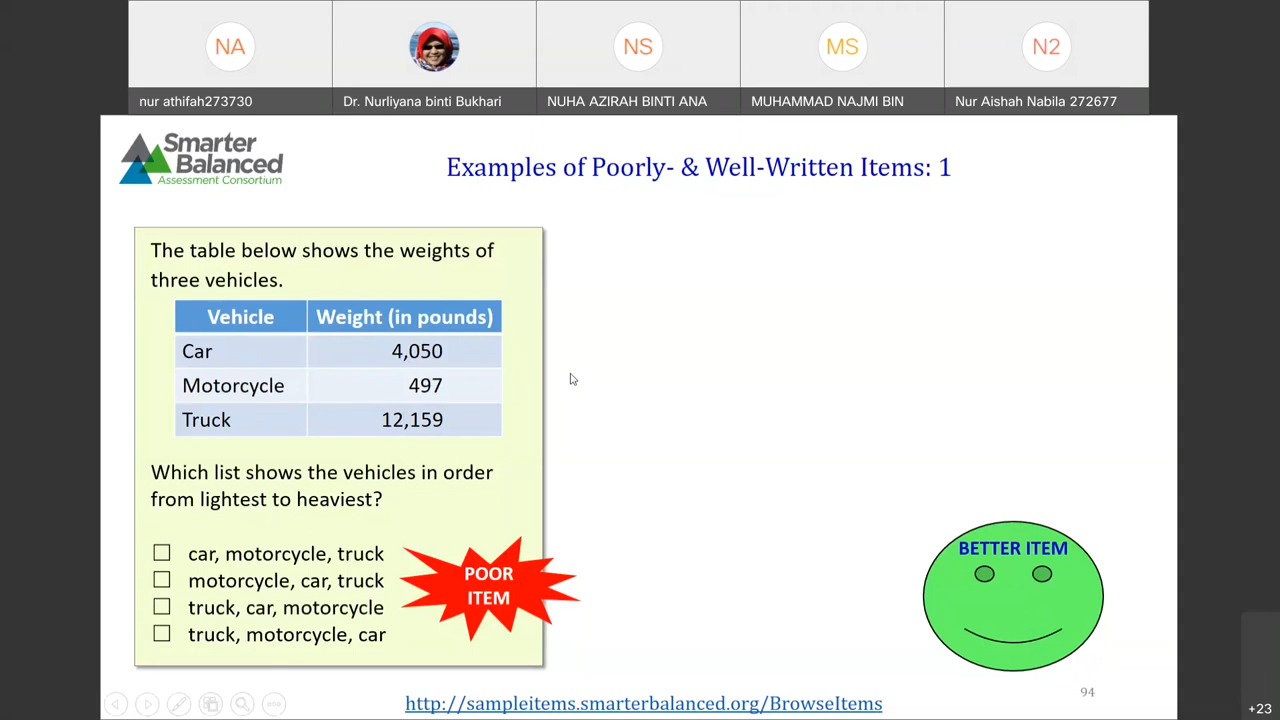 NA
NS
MS
N2
nur athifah273730
Dr. Nurliyana binti Bukhari
NUHA AZIRAH BINTI ANA
MUHAMMAD NAJMI BIN
Nur Aishah Nabila 272677
Smarter
Balanced
Assessment Consortium
Examples of Poorly- & Well-Written Items: 1
The table below shows the weights of
three vehicles.
Vehicle Weight (in pounds)
Car 4,050
Motorcycle 497
Truck 12,159
Which list shows the vehicles in order
from lightest to heaviest?
car, motorcycle, truck
motorcycle, car, truck
truck, car, motorcycle
truck, motorcycle, car
POOR
ITEM
BETTER ITEM
94
http://sampleitems.smarterbalanced.org/BrowseItems
+23